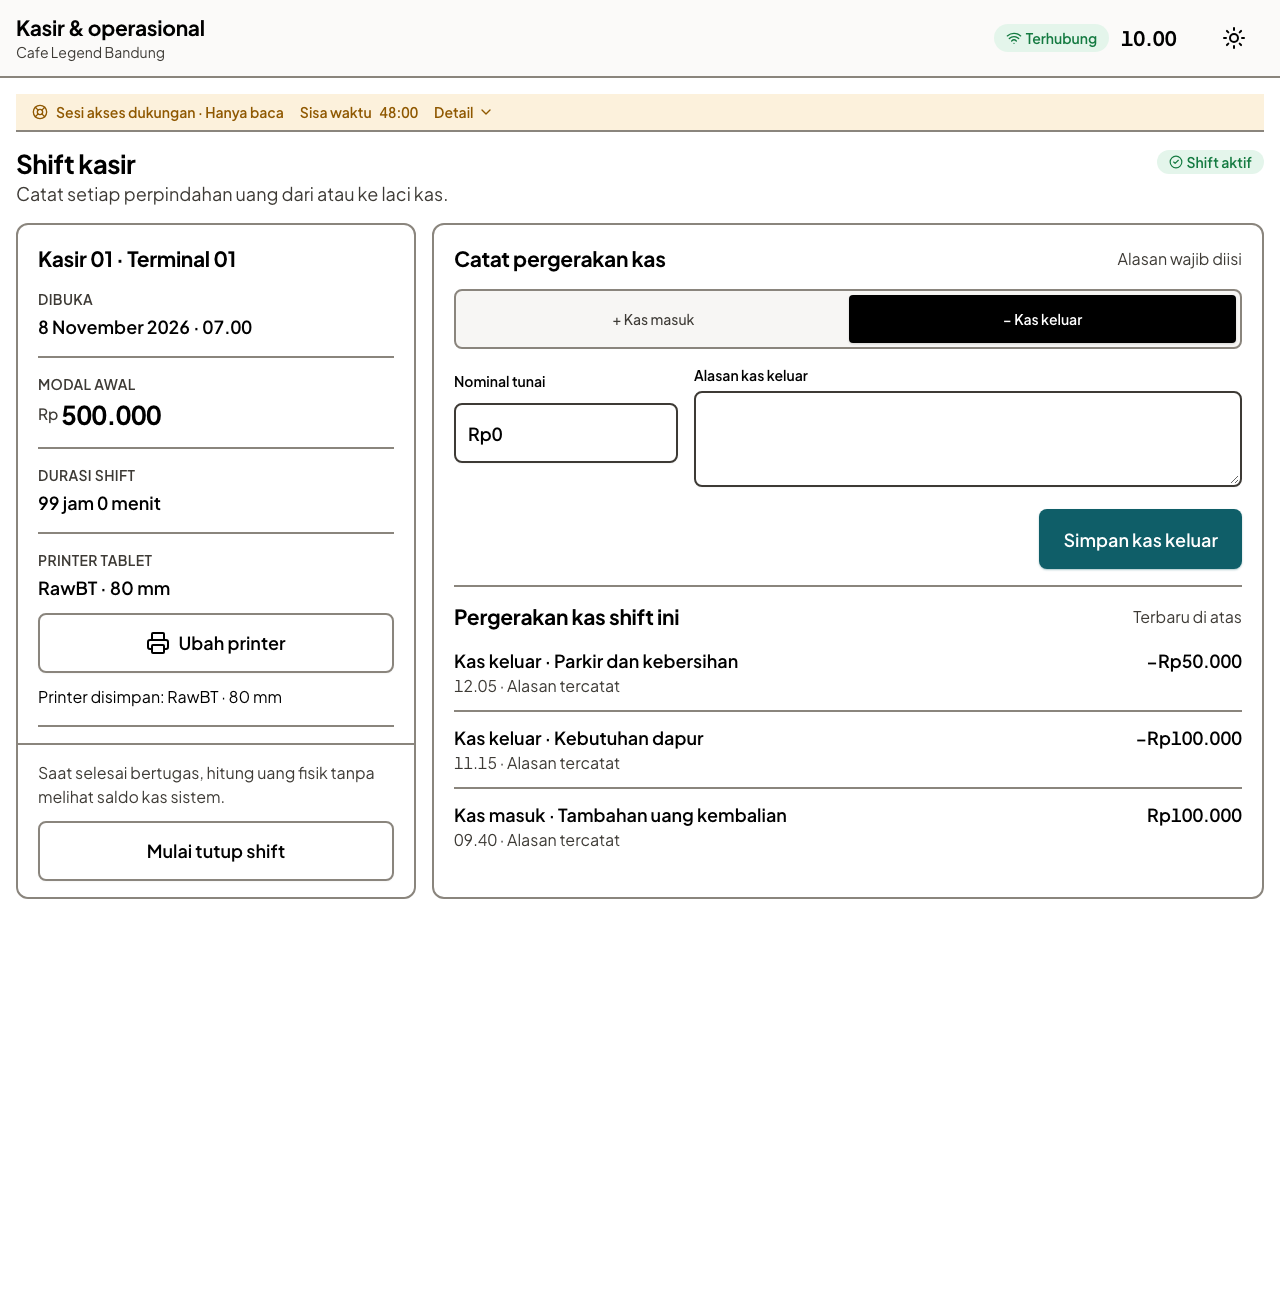 Kasir & operasional
Cafe Legend Bandung
Terhubung
10.00
Sesi akses dukungan · Hanya baca
Sisa waktu 48:00
Detail
Shift kasir
Shift aktif
Catat setiap perpindahan uang dari atau ke laci kas.
Kasir 01 · Terminal 01
DIBUKA
8 November 2026 · 07.00
MODAL AWAL
Rp 500.000
DURASI SHIFT
99 jam 0 menit
PRINTER TABLET
RawBT · 80 mm
Ubah printer
Printer disimpan: RawBT · 80 mm
Saat selesai bertugas, hitung uang fisik tanpa
melihat saldo kas sistem.
Mulai tutup shift
Catat pergerakan kas
Alasan wajib diisi
+ Kas masuk
– Kas keluar
Nominal tunai
Rp0
Alasan kas keluar
Simpan kas keluar
Pergerakan kas shift ini
Terbaru di atas
Kas keluar · Parkir dan kebersihan
–Rp50.000
12.05 · Alasan tercatat
Kas keluar · Kebutuhan dapur
–Rp100.000
11.15 · Alasan tercatat
Kas masuk · Tambahan uang kembalian
Rp100.000
09.40 · Alasan tercatat